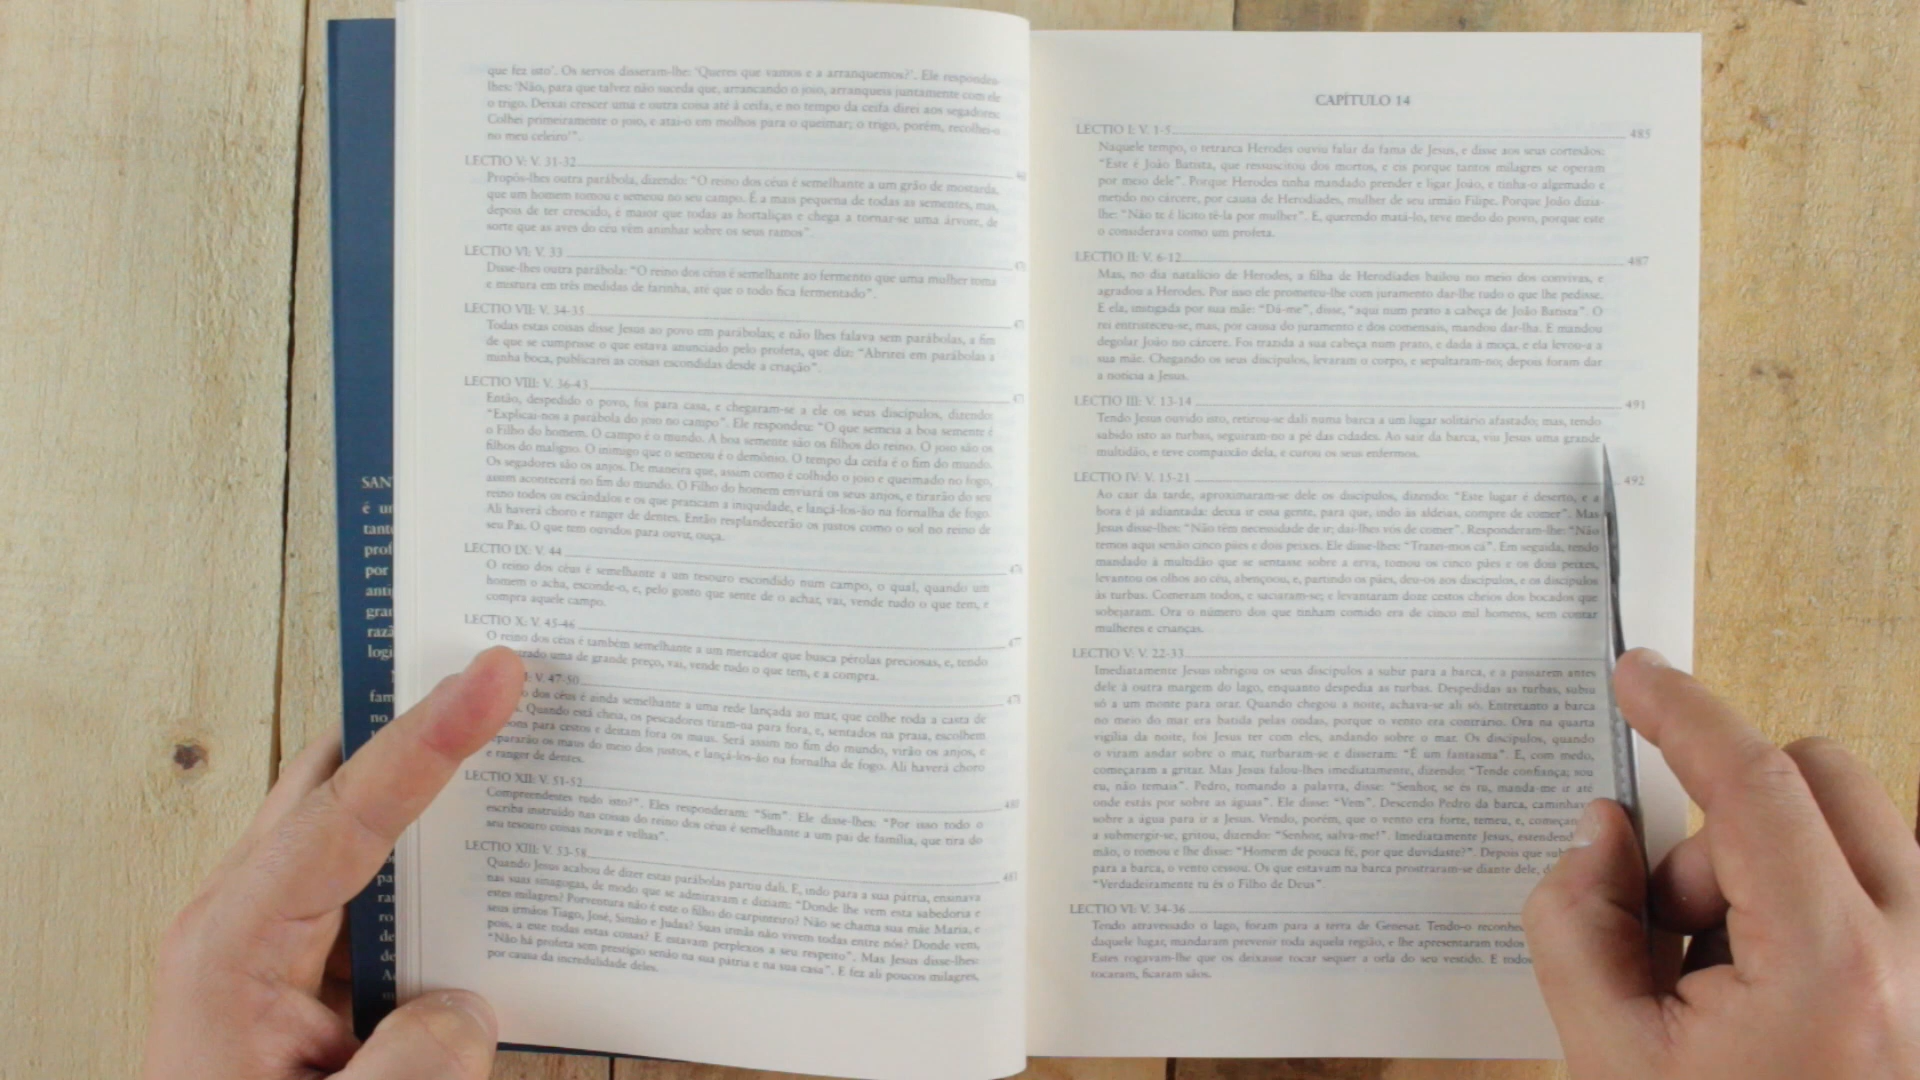 que fez isto'. Os servos disseram-lhe: 'Queres que vamos e a arranquemos?'. Ele respondeu-
lhes: 'Não, para que talvez não suceda que, arrancando o joio, arranqueis juntamente com ele
o trigo. Deixai crescer uma e outra coisa até à ceifa, e no tempo da ceifa direi aos segadores:
Colhei primeiramente o joio, e atai-o em molhos para o queimar; o trigo, porém, recolhei-o
no meu celeiro'”.
LECTIO V: V. 31-32
Propôs-lhes outra parábola, dizendo: “O reino dos céus é semelhante a um grão de mostarda,
que um homem tomou e semeou no seu campo. É a mais pequena de todas as sementes, mas,
depois de ter crescido, é maior que todas as hortaliças e chega a tornar-se uma árvore, de
sorte que as aves do céu vêm aninhar sobre os seus ramos”.
LECTIO VI: V. 33
Disse-lhes outra parábola: “O reino dos céus é semelhante ao fermento que uma mulher toma
e mistura em três medidas de farinha, até que o todo fica fermentado”.
LECTIO VII: V. 34-35
Todas estas coisas disse Jesus ao povo em parábolas; e não lhes falava sem parábolas, a fim
de que se cumprisse o que estava anunciado pelo profeta, que diz: “Abrirei em parábolas a
minha boca, publicarei as coisas escondidas desde a criação”.
LECTIO VIII: V. 36-43
Então, despedido o povo, foi para casa, e chegaram-se a ele os seus discípulos, dizendo:
“Explicai-nos a parábola do joio no campo”. Ele respondeu: “O que semeia a boa semente é
o Filho do homem. O campo é o mundo. A boa semente são os filhos do reino. O joio são os
filhos do maligno. O inimigo que o semeou é o demônio. O tempo da ceifa é o fim do mundo.
Os segadores são os anjos. De maneira que, assim como é colhido o joio e queimado no fogo,
assim acontecerá no fim do mundo. O Filho do homem enviará os seus anjos, e tirarão do seu
reino todos os escândalos e os que praticam a iniquidade, e lançá-los-ão na fornalha de fogo.
Ali haverá choro e ranger de dentes. Então resplandecerão os justos como o sol no reino de
seu Pai. O que tem ouvidos para ouvir, ouça.
LECTIO IX: V. 44
O reino dos céus é semelhante a um tesouro escondido num campo, o qual, quando um
homem o acha, esconde-o, e, pelo gosto que sente de o achar, vai, vende tudo o que tem, e
compra aquele campo.
LECTIO X: V. 45-46
O reino dos céus é também semelhante a um mercador que busca pérolas preciosas, e, tendo
uma de grande preço, vai, vende tudo o que tem, e a compra.
V. 47-50
dos céus é ainda semelhante a uma rede lançada ao mar, que colhe toda a casta de
Quando está cheia, os pescadores tiram-na para fora, e, sentados na praia, escolhem
bons para cestos e deitam fora os maus. Será assim no fim do mundo, virão os anjos, e
separarão os maus do meio dos justos, e lançá-los-ão na fornalha de fogo. Ali haverá choro
e ranger de dentes.
LECTIO XII: V. 51-52
Compreendestes tudo isto?”. Eles responderam: “Sim”. Ele disse-lhes: “Por isso todo o
escriba instruído nas coisas do reino dos céus é semelhante a um pai de família, que tira do
seu tesouro coisas novas e velhas”.
LECTIO XIII: V. 53-58
Quando Jesus acabou de dizer estas parábolas partiu dali. E, indo para a sua pátria, ensinava
nas suas sinagogas, de modo que se admiravam e diziam: “Donde lhe vem esta sabedoria e
estes milagres? Porventura não é este o filho do carpinteiro? Não se chama sua mãe Maria, e
seus irmãos Tiago, José, Simão e Judas? Suas irmãs não vivem todas entre nós? Donde vem,
pois, a este todas estas coisas? E estavam perplexos a seu respeito”. Mas Jesus disse-lhes:
“Não há profeta sem prestígio senão na sua pátria e na sua casa”. E fez ali poucos milagres,
por causa da incredulidade deles.
CAPÍTULO 14
LECTIO I: V. 1-5 485
Naquele tempo, o tetrarca Herodes ouviu falar da fama de Jesus, e disse aos seus cortesãos:
“Este é João Batista, que ressuscitou dos mortos, e eis porque tantos milagres se operam
por meio dele”. Porque Herodes tinha mandado prender e ligar João, e tinha-o algemado e
metido no cárcere, por causa de Herodíades, mulher de seu irmão Filipe. Porque João dizia-
lhe: “Não te é lícito tê-la por mulher”. E, querendo matá-lo, teve medo do povo, porque este
o considerava como um profeta.
LECTIO II: V. 6-12 487
Mas, no dia natalício de Herodes, a filha de Herodíades bailou no meio dos convivas, e
agradou a Herodes. Por isso ele prometeu-lhe com juramento dar-lhe tudo o que lhe pedisse.
E ela, instigada por sua mãe: “Dá-me”, disse, “aqui num prato a cabeça de João Batista”. O
rei entristeceu-se, mas, por causa do juramento e dos comensais, mandou dar-lha. E mandou
degolar João no cárcere. Foi trazida a sua cabeça num prato, e dada à moça, e ela levou-a a
sua mãe. Chegando os seus discípulos, levaram o corpo, e sepultaram-no; depois foram dar
a notícia a Jesus.
LECTIO III: V. 13-14 491
Tendo Jesus ouvido isto, retirou-se dali numa barca a um lugar solitário afastado; mas, tendo
sabido isto as turbas, seguiram-no a pé das cidades. Ao sair da barca, viu Jesus uma grande
multidão, e teve compaixão dela, e curou os seus enfermos.
LECTIO IV: V. 15-21 492
Ao cair da tarde, aproximaram-se dele os discípulos, dizendo: “Este lugar é deserto, e a
hora é já adiantada: deixa ir essa gente, para que, indo às aldeias, compre de comer”. Mas
Jesus disse-lhes: “Não têm necessidade de ir; dai-lhes vós de comer”. Responderam-lhe: “Não
temos aqui senão cinco pães e dois peixes. Ele disse-lhes: “Trazei-mos cá”. Em seguida, tendo
mandado à multidão que se sentasse sobre a erva, tomou os cinco pães e os dois peixes,
levantou os olhos ao céu, abençoou, e, partindo os pães, deu-os aos discípulos, e os discípulos
às turbas. Comeram todos, e saciaram-se; e levantaram doze cestos cheios dos bocados que
sobejaram. Ora o número dos que tinham comido era de cinco mil homens, sem contar
mulheres e crianças.
LECTIO V: V. 22-33
Imediatamente Jesus obrigou os seus discípulos a subir para a barca, e a passarem antes
dele à outra margem do lago, enquanto despedia as turbas. Despedidas as turbas, subiu
só a um monte para orar. Quando chegou a noite, achava-se ali só. Entretanto a barca
no meio do mar era batida pelas ondas, porque o vento era contrário. Ora na quarta
vigília da noite, foi Jesus ter com eles, andando sobre o mar. Os discípulos, quando
o viram andar sobre o mar, turbaram-se e disseram: “É um fantasma”. E, com medo,
começaram a gritar. Mas Jesus falou-lhes imediatamente, dizendo: “Tende confiança; sou
eu, não temais”. Pedro, tomando a palavra, disse: “Senhor, se és tu, manda-me ir até
onde estás por sobre as águas”. Ele disse: “Vem”. Descendo Pedro da barca, caminhava
sobre a água para ir a Jesus. Vendo, porém, que o vento era forte, temeu, e, começan
a submergir-se, gritou, dizendo: “Senhor, salva-me!”. Imediatamente Jesus, estendend
mão, o tomou e lhe disse: “Homem de pouca fé, por que duvidaste?”. Depois que
para a barca, o vento cessou. Os que estavam na barca prostraram-se diante dele,
“Verdadeiramente tu és o Filho de Deus”.
LECTIO VI: V. 34-36
Tendo atravessado o lago, foram para a terra de Genesar. Tendo-o
daquele lugar, mandaram prevenir toda aquela região, e lhe apresentaram todos
Estes rogavam-lhe que os deixasse tocar sequer a orla do seu vestido. E todos
tocaram, ficaram sãos.
SAN
é um
tant
prof
por
anti
gran
razã
logi
fam
no